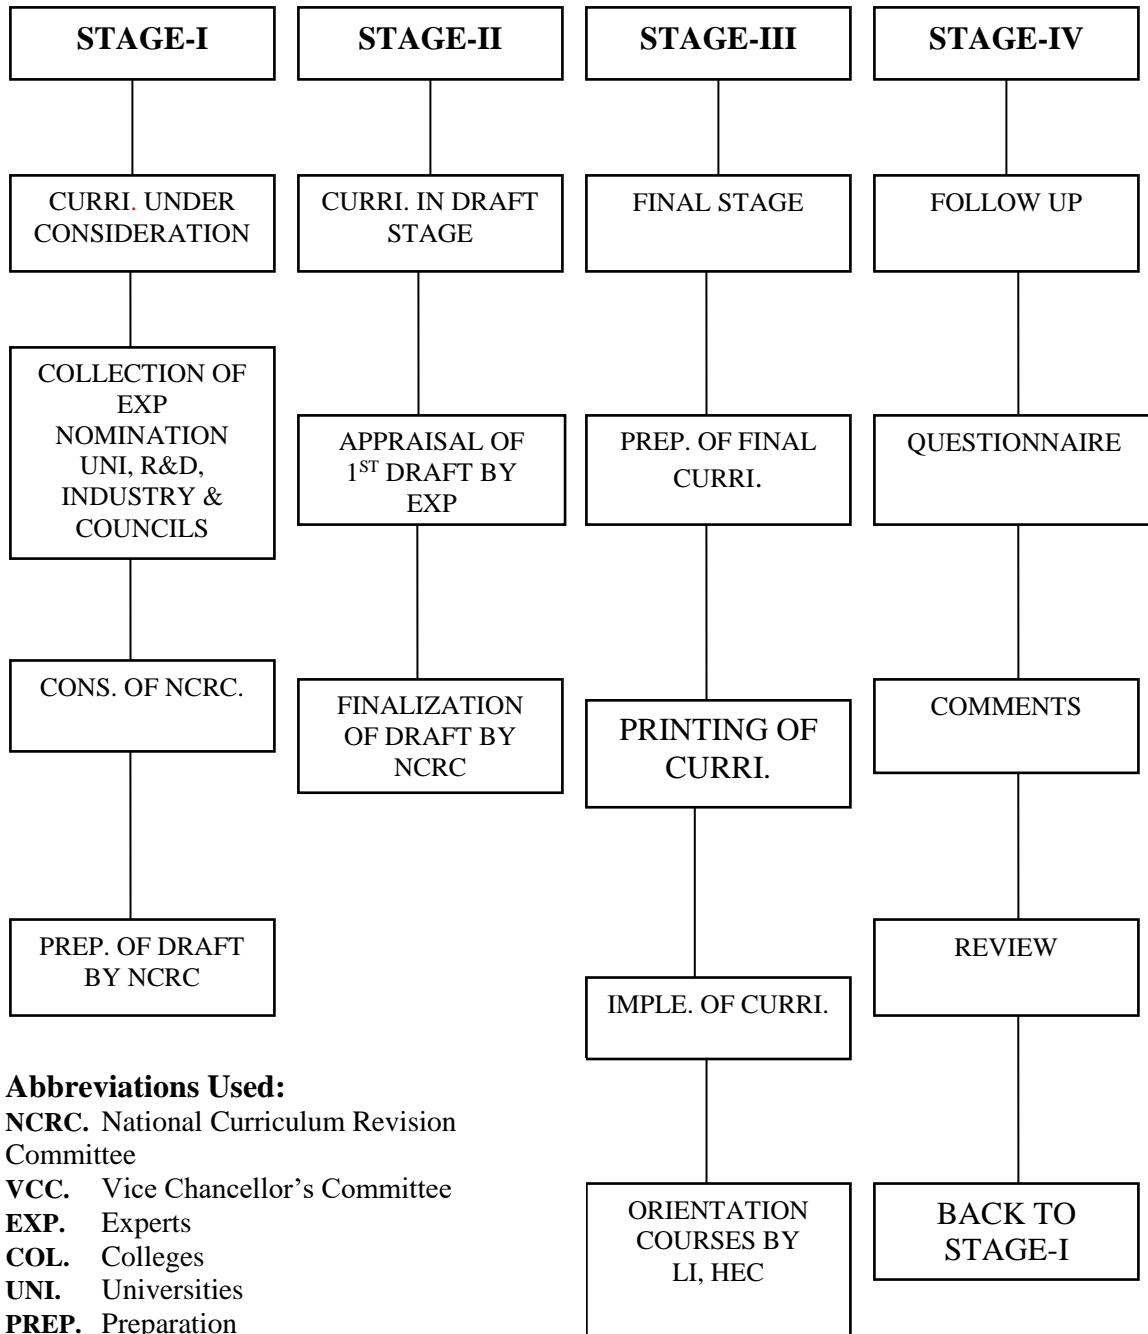 STAGE-I
CURRI. UNDER
CONSIDERATION
COLLECTION OF
EXP
NOMINATION
UNI, R&D,
INDUSTRY &
COUNCILS
CONS. OF NCRC.
PREP. OF DRAFT
BY NCRC
STAGE-II
CURRI. IN DRAFT
STAGE
APPRAISAL OF
1ST DRAFT BY
EXP
FINALIZATION
OF DRAFT BY
NCRC
STAGE-III
FINAL STAGE
PREP. OF FINAL
CURRI.
PRINTING OF
CURRI.
IMPLE. OF CURRI.
ORIENTATION
COURSES BY
LI, HEC
STAGE-IV
FOLLOW UP
QUESTIONNAIRE
COMMENTS
REVIEW
BACK TO
STAGE-I
Abbreviations Used:
NCRC. National Curriculum Revision
Committee
VCC. Vice Chancellor’s Committee
EXP. Experts
COL. Colleges
UNI. Universities
PREP. Preparation